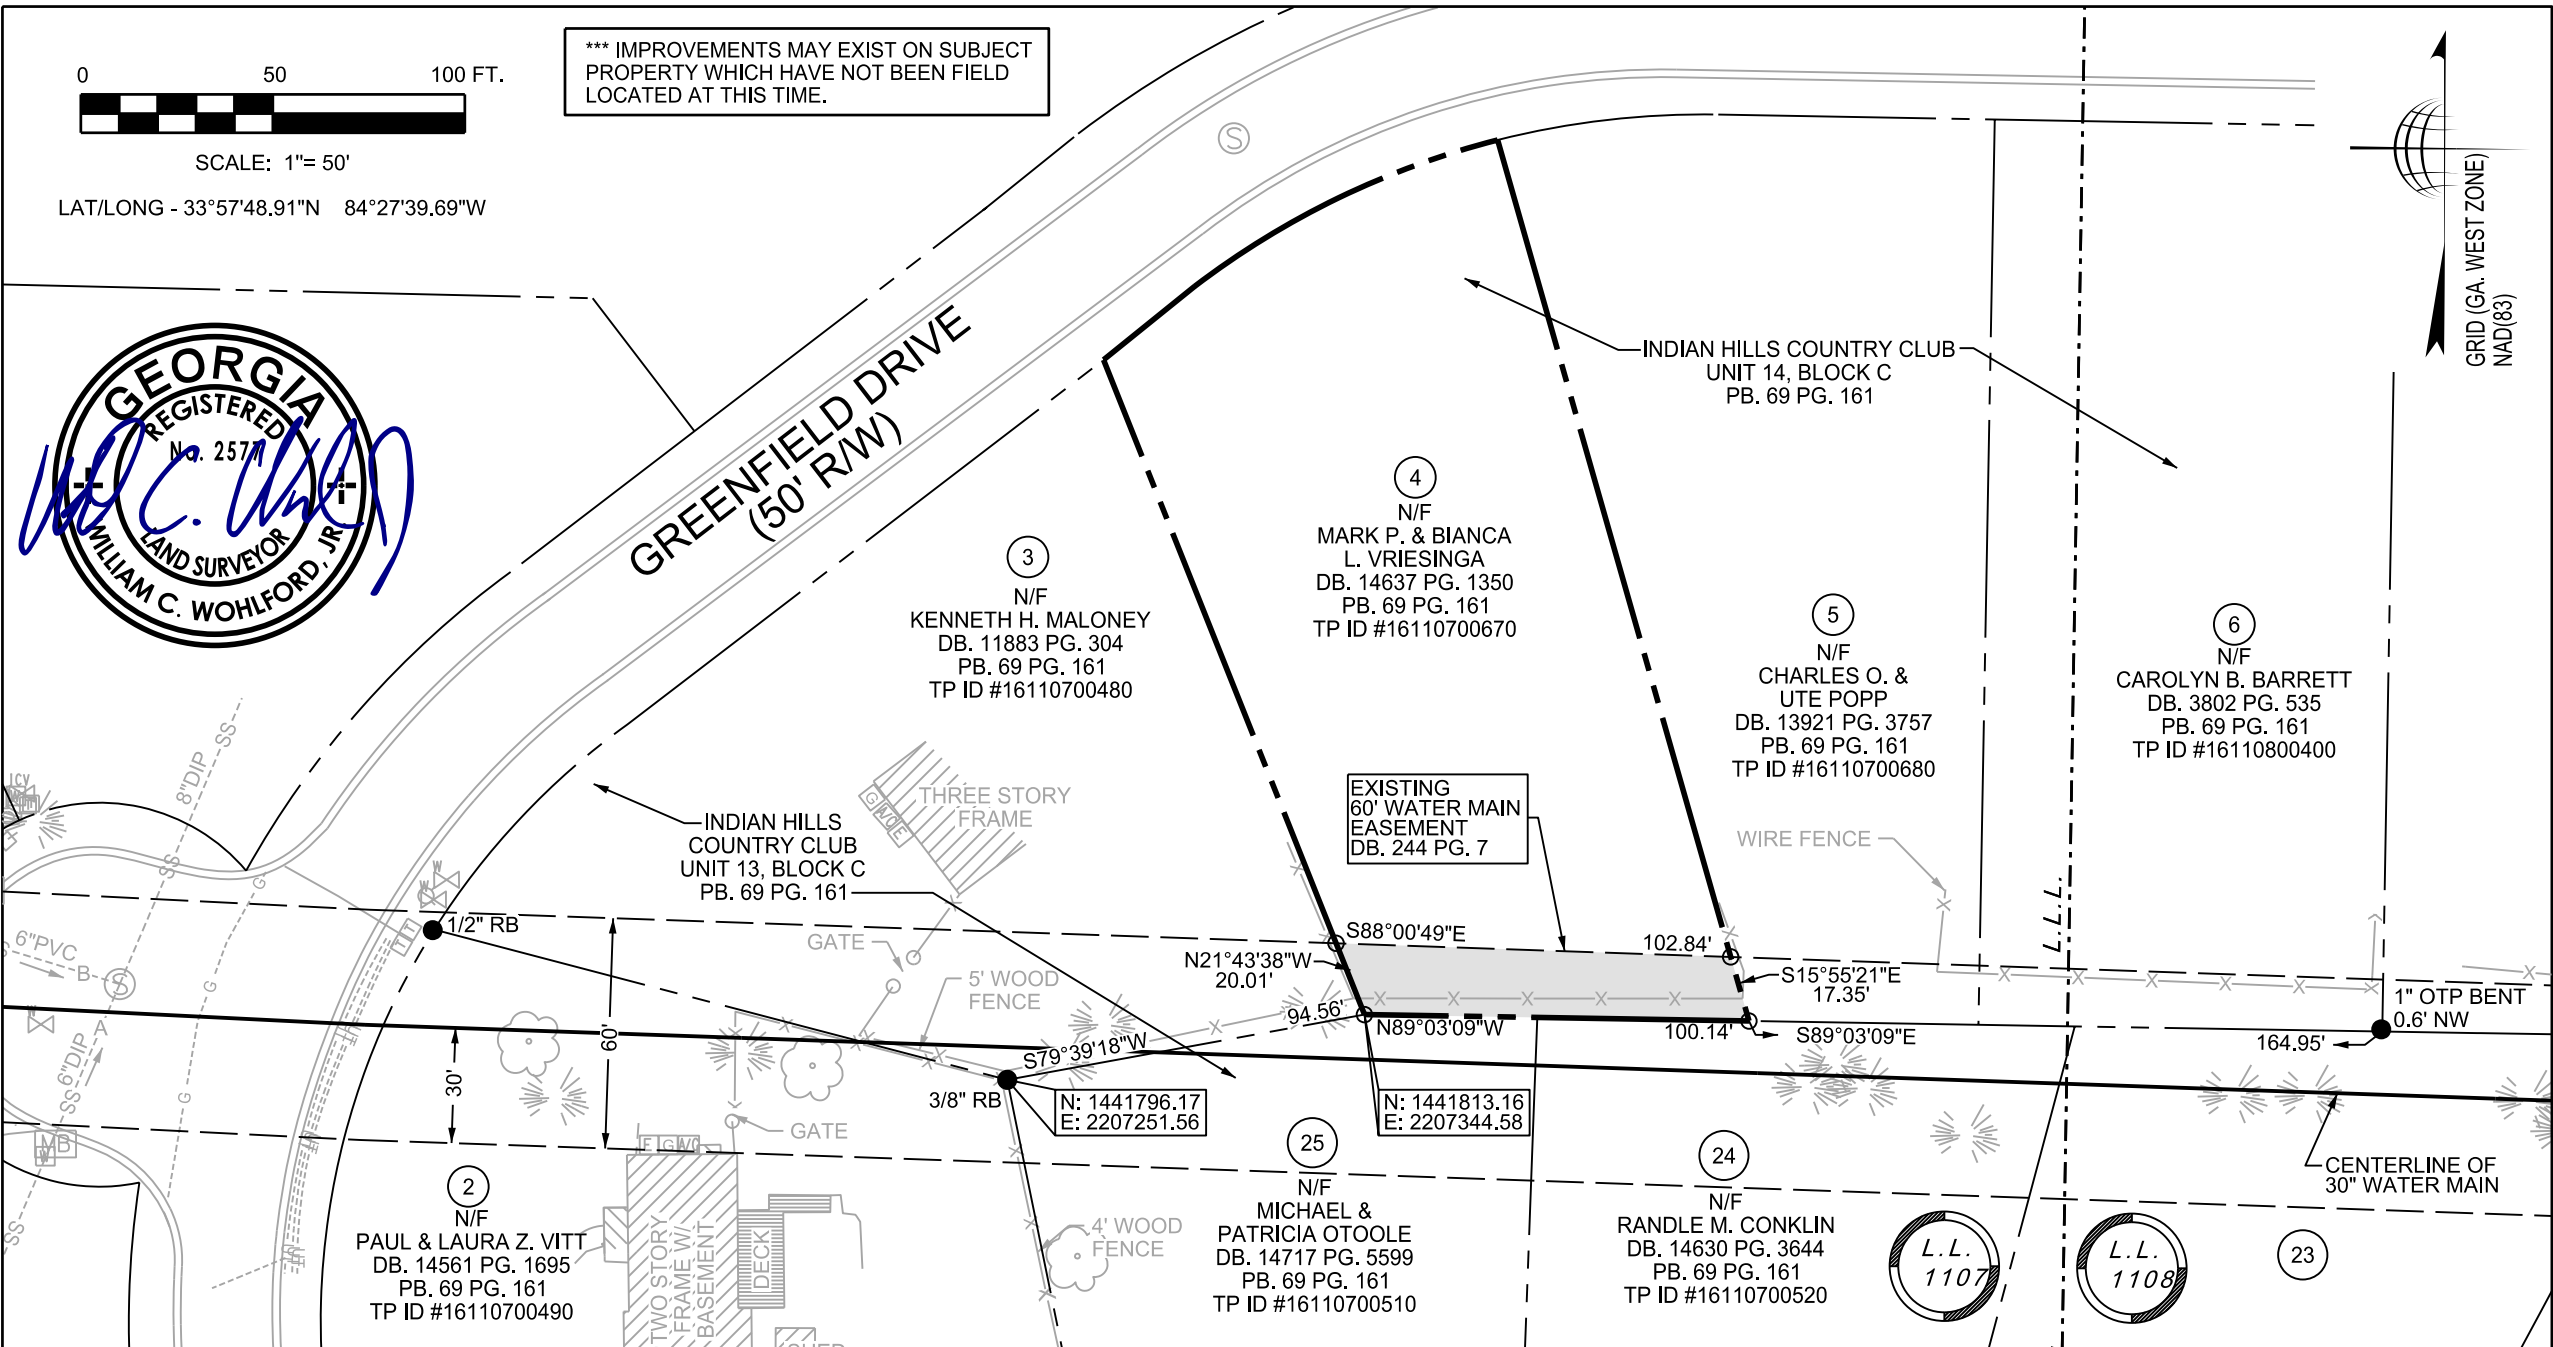 0 50 100 FT.
SCALE: 1"= 50'
LAT/LONG - 33°57'48.91"N 84°27'39.69"W
*** IMPROVEMENTS MAY EXIST ON SUBJECT
PROPERTY WHICH HAVE NOT BEEN FIELD
LOCATED AT THIS TIME.
GRID (GA. WEST ZONE)
NAD(83)
GEORGIA
REGISTERED
No. 2577
LAND SURVEYOR
WILLIAM C. WOHLFORD, JR.
GREENFIELD DRIVE
(50' R/W)
S
INDIAN HILLS COUNTRY CLUB
UNIT 14, BLOCK C
PB. 69 PG. 161
3
N/F
KENNETH H. MALONEY
DB. 11883 PG. 304
PB. 69 PG. 161
TP ID #16110700480
4
N/F
MARK P. & BIANCA
L. VRIESINGA
DB. 14637 PG. 1350
PB. 69 PG. 161
TP ID #16110700670
5
N/F
CHARLES O. &
UTE POPP
DB. 13921 PG. 3757
PB. 69 PG. 161
TP ID #16110700680
6
N/F
CAROLYN B. BARRETT
DB. 3802 PG. 535
PB. 69 PG. 161
TP ID #16110800400
INDIAN HILLS
COUNTRY CLUB
UNIT 13, BLOCK C
PB. 69 PG. 161
THREE STORY
FRAME
EXISTING
60' WATER MAIN
EASEMENT
DB. 244 PG. 7
WIRE FENCE
L.L.
8"DIP
SS
SS
6"PVC
B
S
A
6"DIP
SS
SS
G
G
G
W
W
T T
1/2" RB
GATE
5' WOOD
FENCE
S88°00'49"E
102.84'
N21°43'38"W
20.01'
S15°55'21"E
17.35'
94.56'
N89°03'09"W
100.14'
S89°03'09"E
164.95'
1" OTP BENT
0.6' NW
S79°39'18"W
60'
30'
3/8" RB
N: 1441796.17
E: 2207251.56
N: 1441813.16
E: 2207344.58
GATE
MB
2
N/F
PAUL & LAURA Z. VITT
DB. 14561 PG. 1695
PB. 69 PG. 161
TP ID #16110700490
TWO STORY
FRAME W/
BASEMENT
DECK
4' WOOD
FENCE
25
N/F
MICHAEL &
PATRICIA OTOOLE
DB. 14717 PG. 5599
PB. 69 PG. 161
TP ID #16110700510
24
N/F
RANDLE M. CONKLIN
DB. 14630 PG. 3644
PB. 69 PG. 161
TP ID #16110700520
L.L.
1107
L.L.
1108
23
CENTERLINE OF
30" WATER MAIN